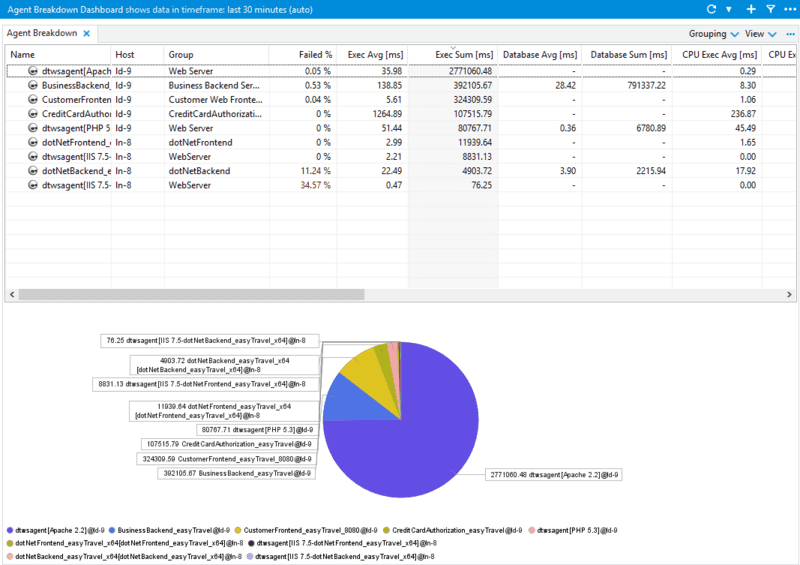 Agent Breakdown Dashboard shows data in timeframe: last 30 minutes (auto)
Agent Breakdown Grouping View
Name Host Group Failed % Exec Avg [ms] Exec Sum [ms] Database Avg [ms] Database Sum [ms] CPU Exec Avg [ms] CPU Ex
dtwsagent[Apach ld-9 Web Server 0.05 % 35.98 2771060.48 - - 0.29
BusinessBackend_ ld-9 Business Backend Ser... 0.53 % 138.85 392105.67 28.42 791337.22 8.30
CustomerFronten ld-9 Customer Web Fronte... 0.04 % 5.61 324309.59 - - 1.06
CreditCardAuthor ld-9 CreditCardAuthorizati... 0 % 1264.89 107515.79 - - 236.87
dtwsagent[PHP 5 ld-9 Web Server 0 % 51.44 80767.71 0.36 6780.89 45.49
dotNetFrontend_e ln-8 dotNetFrontend 0 % 2.99 11939.64 - - 1.65
dtwsagent[IIS 7.5- ln-8 WebServer 0 % 2.21 8831.13 - - 0.00
dotNetBackend_e ln-8 dotNetBackend 11.24 % 22.49 4903.72 3.90 2215.94 17.92
dtwsagent[IIS 7.5- ln-8 WebServer 34.57 % 0.47 76.25 - - 0.00
76.25 dtwsagent[IIS 7.5-dotNetBackend_easyTravel_x64]@ln-8
4903.72 dotNetBackend_easyTravel_x64
[dotNetBackend_easyTravel_x64]@ln-8
8831.13 dtwsagent[IIS 7.5-dotNetFrontend_easyTravel_x64]@ln-8
11939.64 dotNetFrontend_easyTravel_x64
[dotNetFrontend_easyTravel_x64]@ln-8
80767.71 dtwsagent[PHP 5.3]@ld-9
107515.79 CreditCardAuthorization_easyTravel@ld-9
324309.59 CustomerFrontend_easyTravel_8080@ld-9
392105.67 BusinessBackend_easyTravel@ld-9
2771060.48 dtwsagent[Apache 2.2]@ld-9
dtwsagent[Apache 2.2]@ld-9 BusinessBackend_easyTravel@ld-9 CustomerFrontend_easyTravel_8080@ld-9 CreditCardAuthorization_easyTravel@ld-9 dtwsagent[PHP 5.3]@ld-9
dotNetFrontend_easyTravel_x64[dotNetFrontend_easyTravel_x64]@ln-8 dtwsagent[IIS 7.5-dotNetFrontend_easyTravel_x64]@ln-8
dotNetBackend_easyTravel_x64[dotNetBackend_easyTravel_x64]@ln-8 dtwsagent[IIS 7.5-dotNetBackend_easyTravel_x64]@ln-8